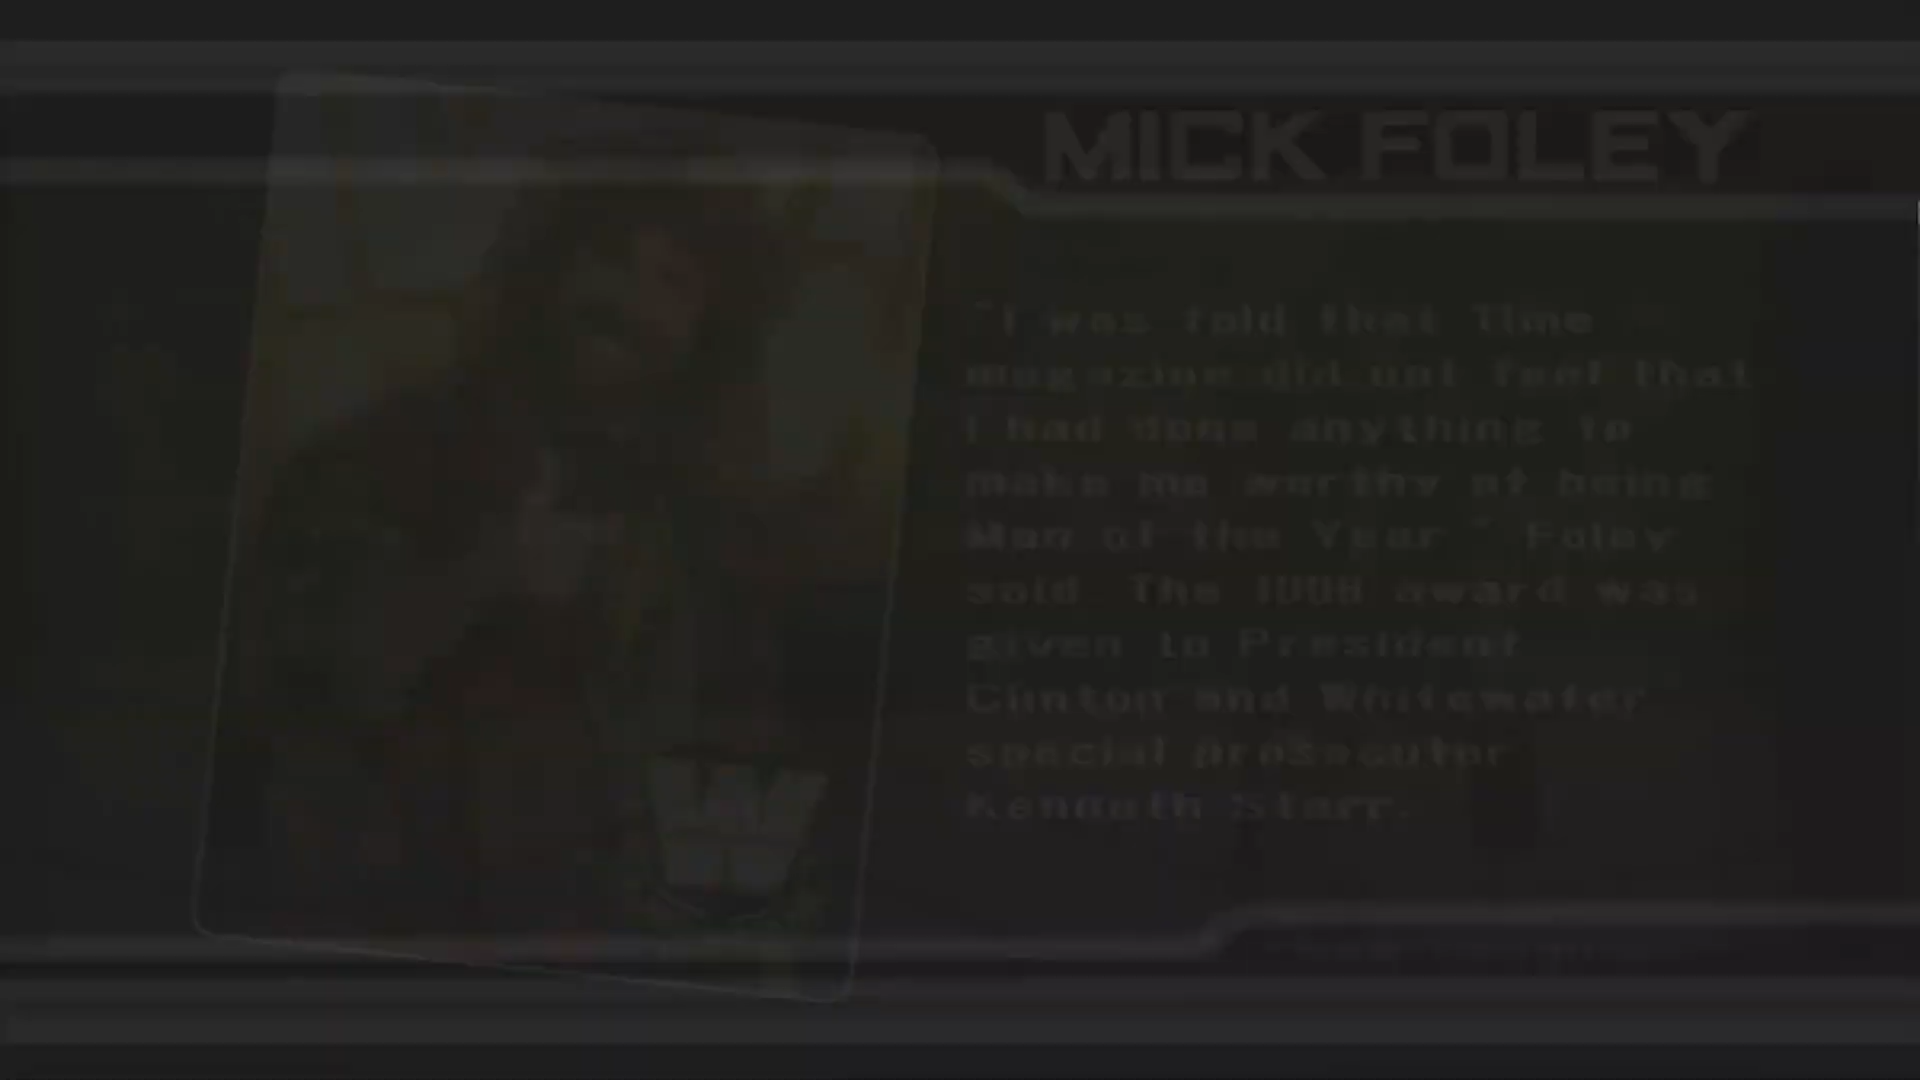 MICK FOLEY
"I was told that Time
magazine did not feel that
I had done anything to
make me worthy of being
Man of the Year," Foley
said. The 1998 award was
given to President
Clinton and Whitewater
special prosecutor
Kenneth Starr.